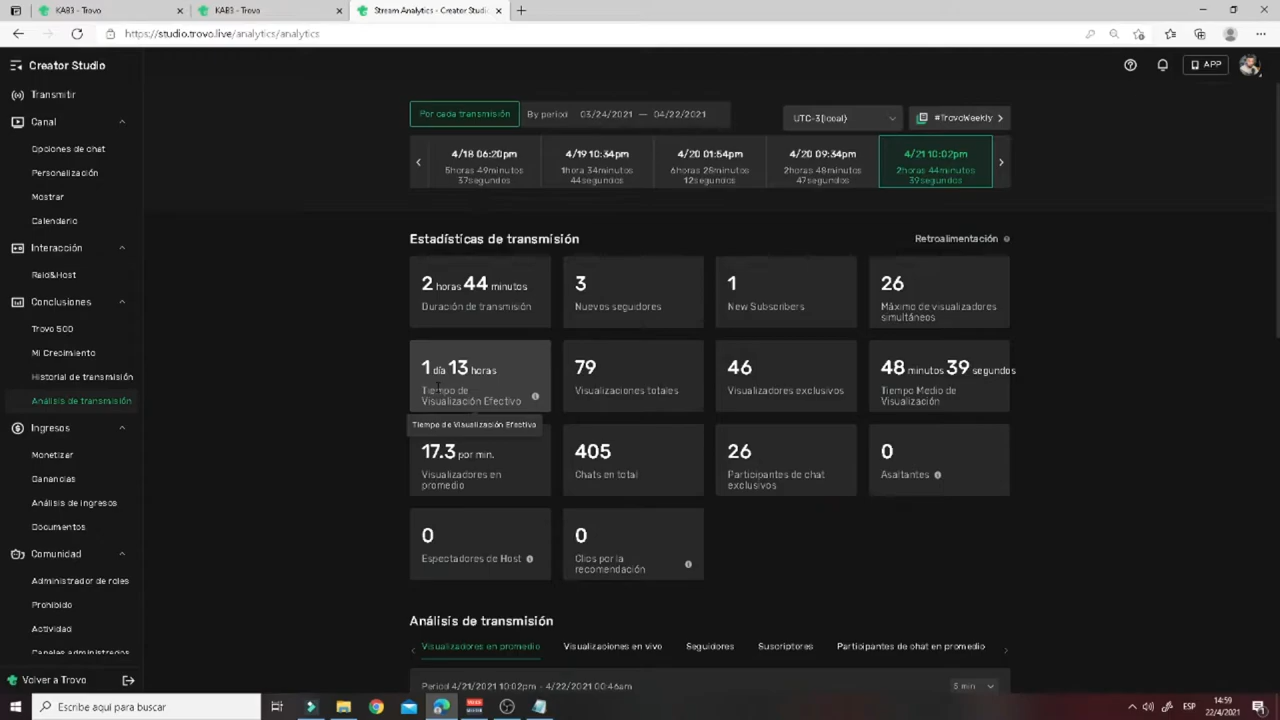 KAB3 - Trovo
KAB3 - Trovo
Stream Analytics - Creator Studio
https://studio.trovo.live/analytics/analytics
Creator Studio
APP
Transmitir
Canal
Opciones de chat
Personalización
Mostrar
Calendario
Interacción
Raid&Host
Conclusiones
Trovo 500
Mi Crecimiento
Historial de transmisión
Análisis de transmisión
Ingresos
Monetizar
Ganancias
Análisis de ingresos
Documentos
Comunidad
Administrador de roles
Prohibido
Actividad
Canales administrados
Volver a Trovo
Por cada transmisión
By period 03/24/2021 — 04/22/2021
UTC-3(local)
#TrovoWeekly
4/18 06:20pm
5horas 49minutos
37segundos
4/19 10:34pm
1hora 34minutos
44segundos
4/20 01:54pm
6horas 28minutos
12segundos
4/20 09:34pm
2horas 48minutos
47segundos
4/21 10:02pm
2horas 44minutos
39segundos
Estadísticas de transmisión
Retroalimentación
2 horas 44 minutos
Duración de transmisión
3
Nuevos seguidores
1
New Subscribers
26
Máximo de visualizadores
simultáneos
1 día 13 horas
Tiempo de
Visualización Efectivo
Tiempo de Visualización Efectivo
79
Visualizaciones totales
46
Visualizadores exclusivos
48 minutos 39 segundos
Tiempo Medio de
Visualización
17.3 por min.
Visualizadores en
promedio
405
Chats en total
26
Participantes de chat
exclusivos
0
Asaltantes
0
Espectadores de Host
0
Clics por la
recomendación
Análisis de transmisión
Visualizadores en promedio
Visualizaciones en vivo
Seguidores
Suscriptores
Participantes de chat en promedio
Period 4/21/2021 10:02pm - 4/22/2021 00:46am
5 min
Escribe aquí para buscar
ESP
14:59
22/4/2021